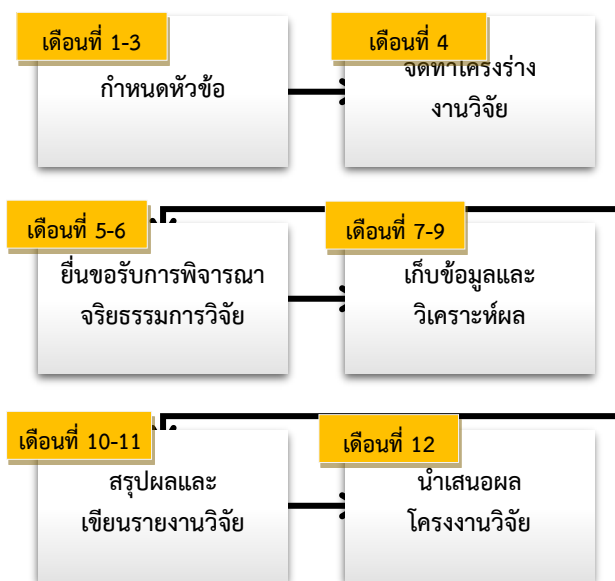 เดือนที่ 1-3
กำหนดหัวข้อ
เดือนที่ 4
จัดทำโครงร่าง
งานวิจัย
เดือนที่ 5-6
ยื่นขอรับการพิจารณา
จริยธรรมการวิจัย
เดือนที่ 7-9
เก็บข้อมูลและ
วิเคราะห์ผล
เดือนที่ 10-11
สรุปผลและ
เขียนรายงานวิจัย
เดือนที่ 12
นำเสนอผล
โครงงานวิจัย